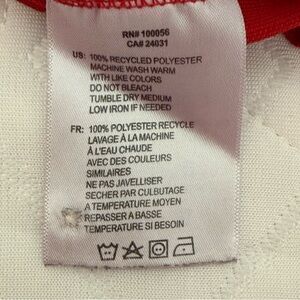 RN# 100056
CA# 24031
US: 100% RECYCLED POLYESTER
MACHINE WASH WARM
WITH LIKE COLORS
DO NOT BLEACH
TUMBLE DRY MEDIUM
LOW IRON IF NEEDED
FR: 100% POLYESTER RECYCLE
LAVAGE À LA MACHINE
À L'EAU CHAUDE
AVEC DES COULEURS
SIMILAIRES
NE PAS JAVELLISER
SECHER PAR CULBUTAGE
A TEMPERATURE MOYEN
REPASSER A BASSE
TEMPERATURE SI BESOIN